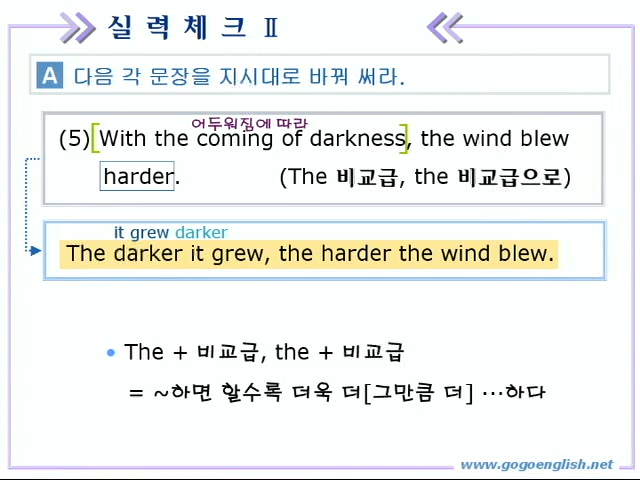 실 력 체 크 Ⅱ
A 다음 각 문장을 지시대로 바꿔 써라.
어두워짐에 따라
(5) [With the coming of darkness], the wind blew
harder. (The 비교급, the 비교급으로)
it grew darker
The darker it grew, the harder the wind blew.
• The + 비교급, the + 비교급
= ~하면 할수록 더욱 더[그만큼 더] …하다
www.gogoenglish.net